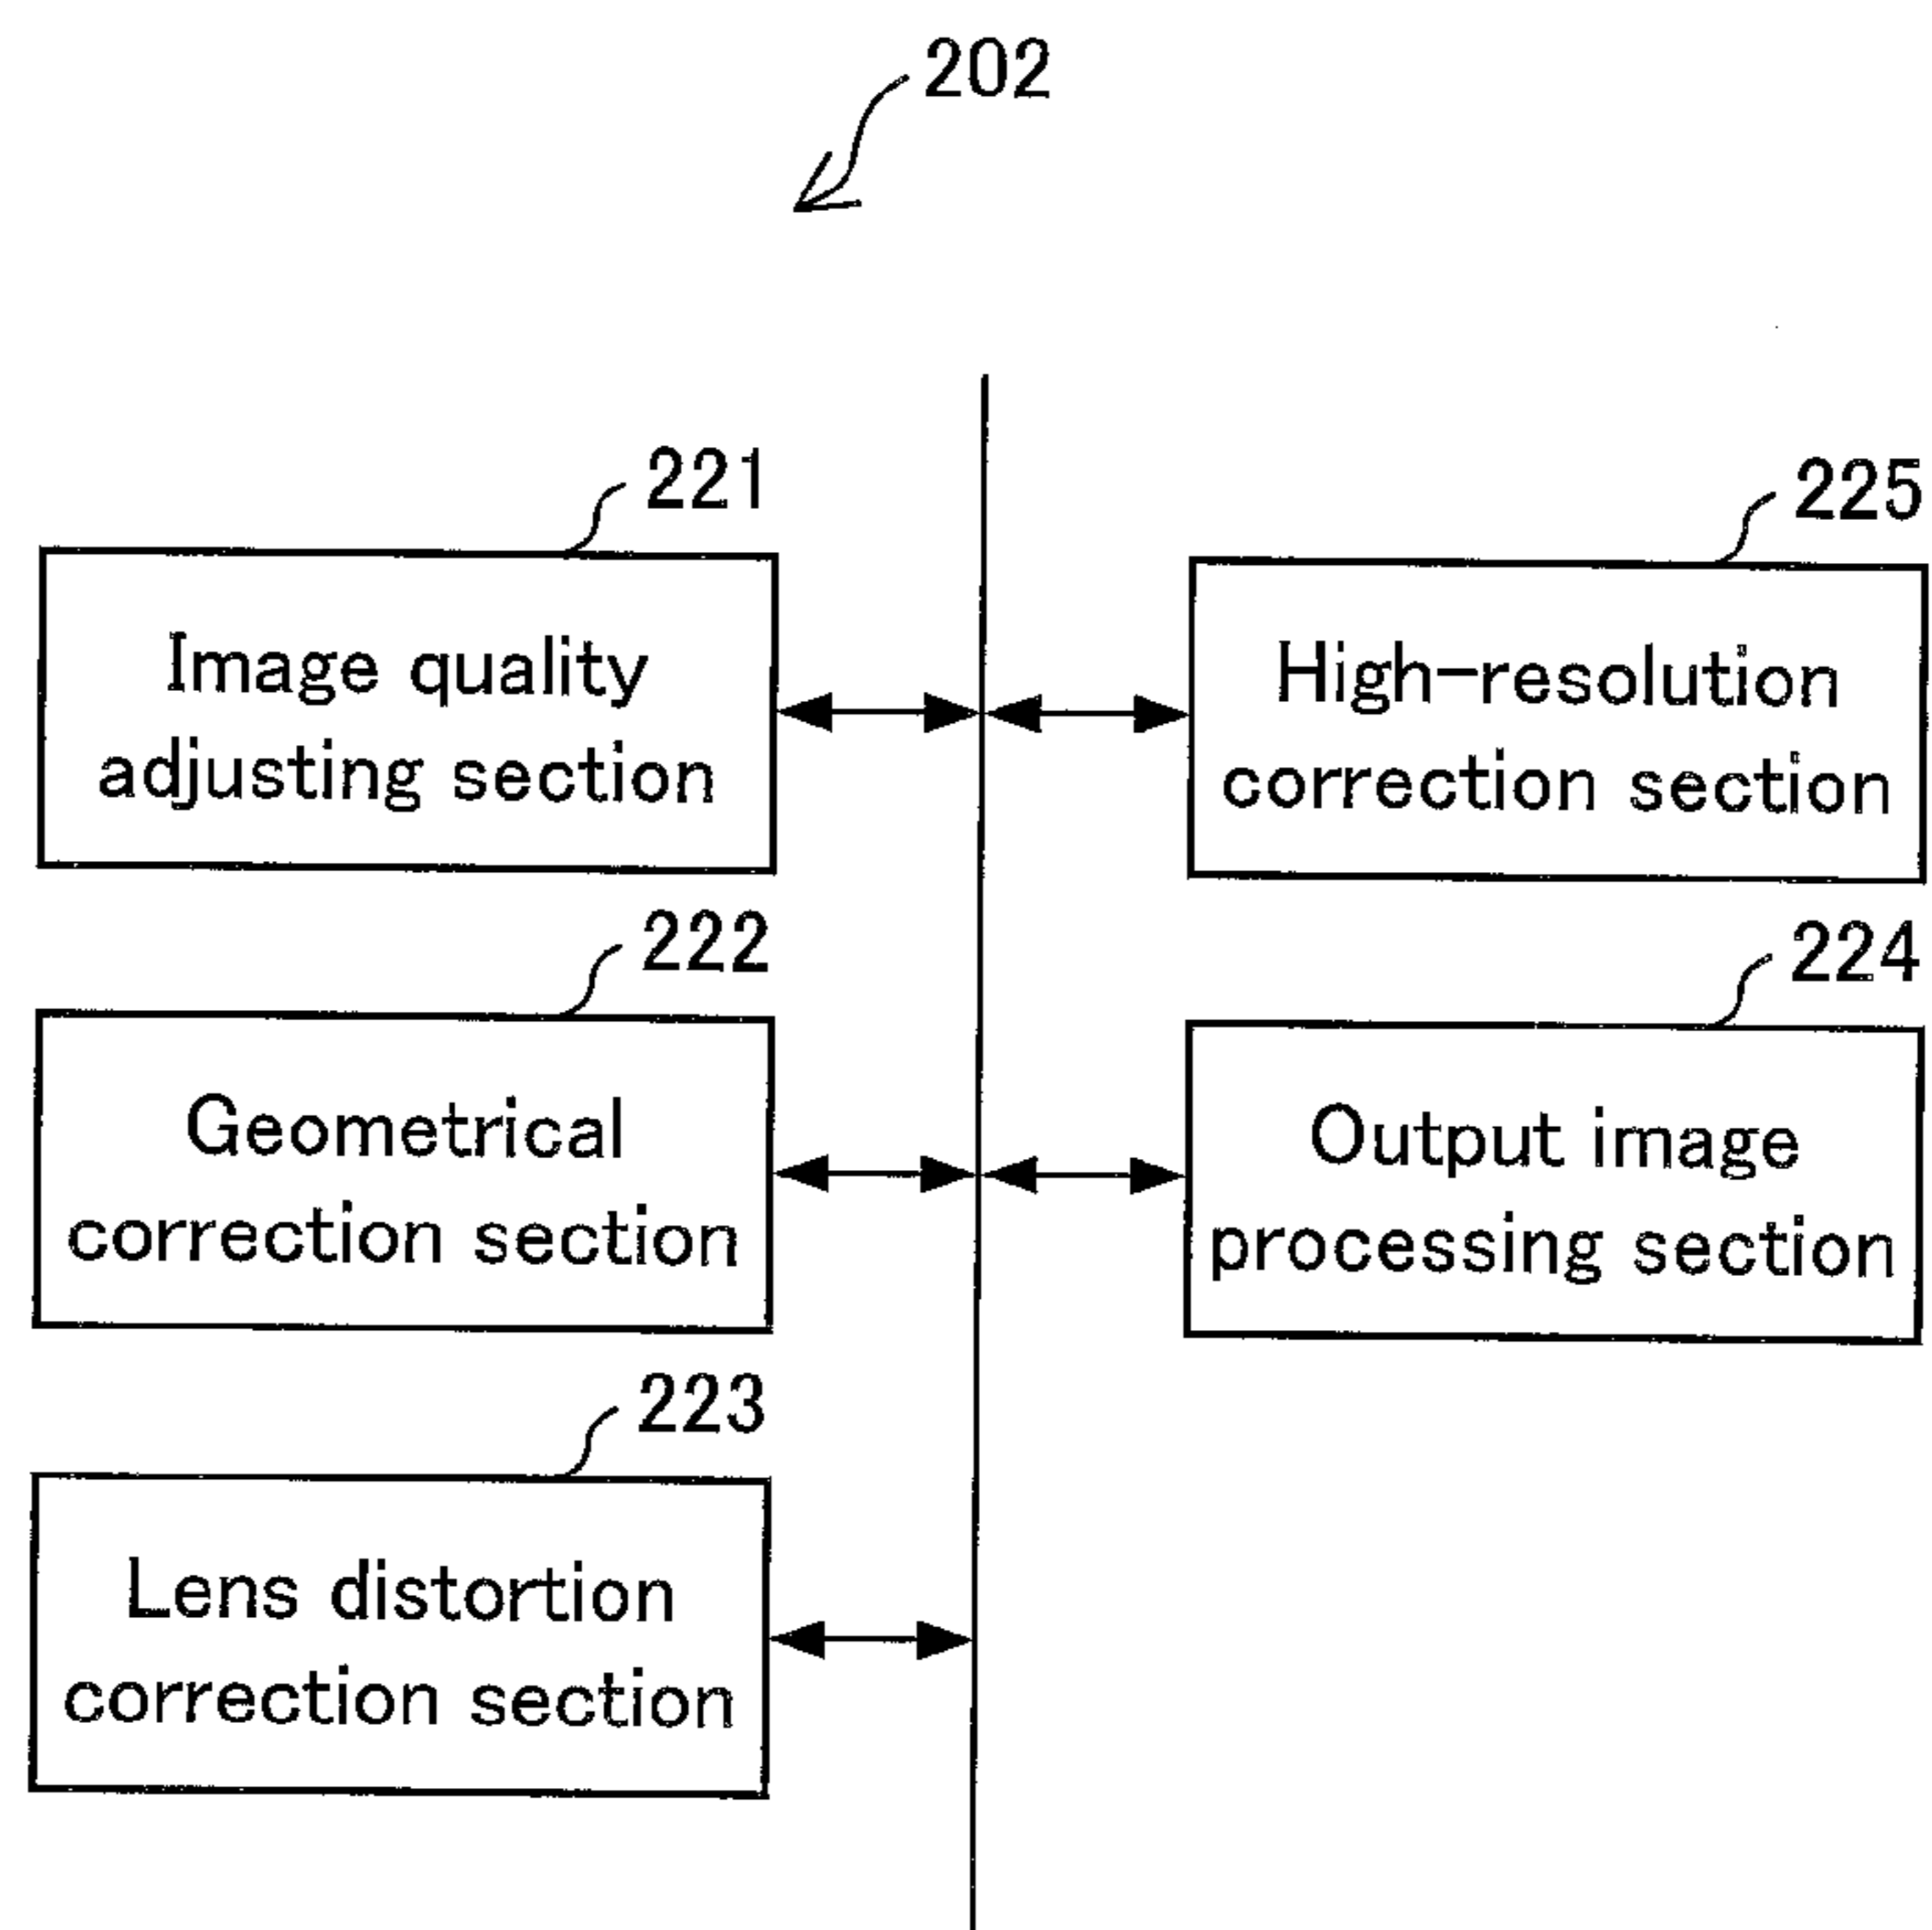 202
221
Image quality
adjusting section
225
High-resolution
correction section
222
Geometrical
correction section
224
Output image
processing section
223
Lens distortion
correction section